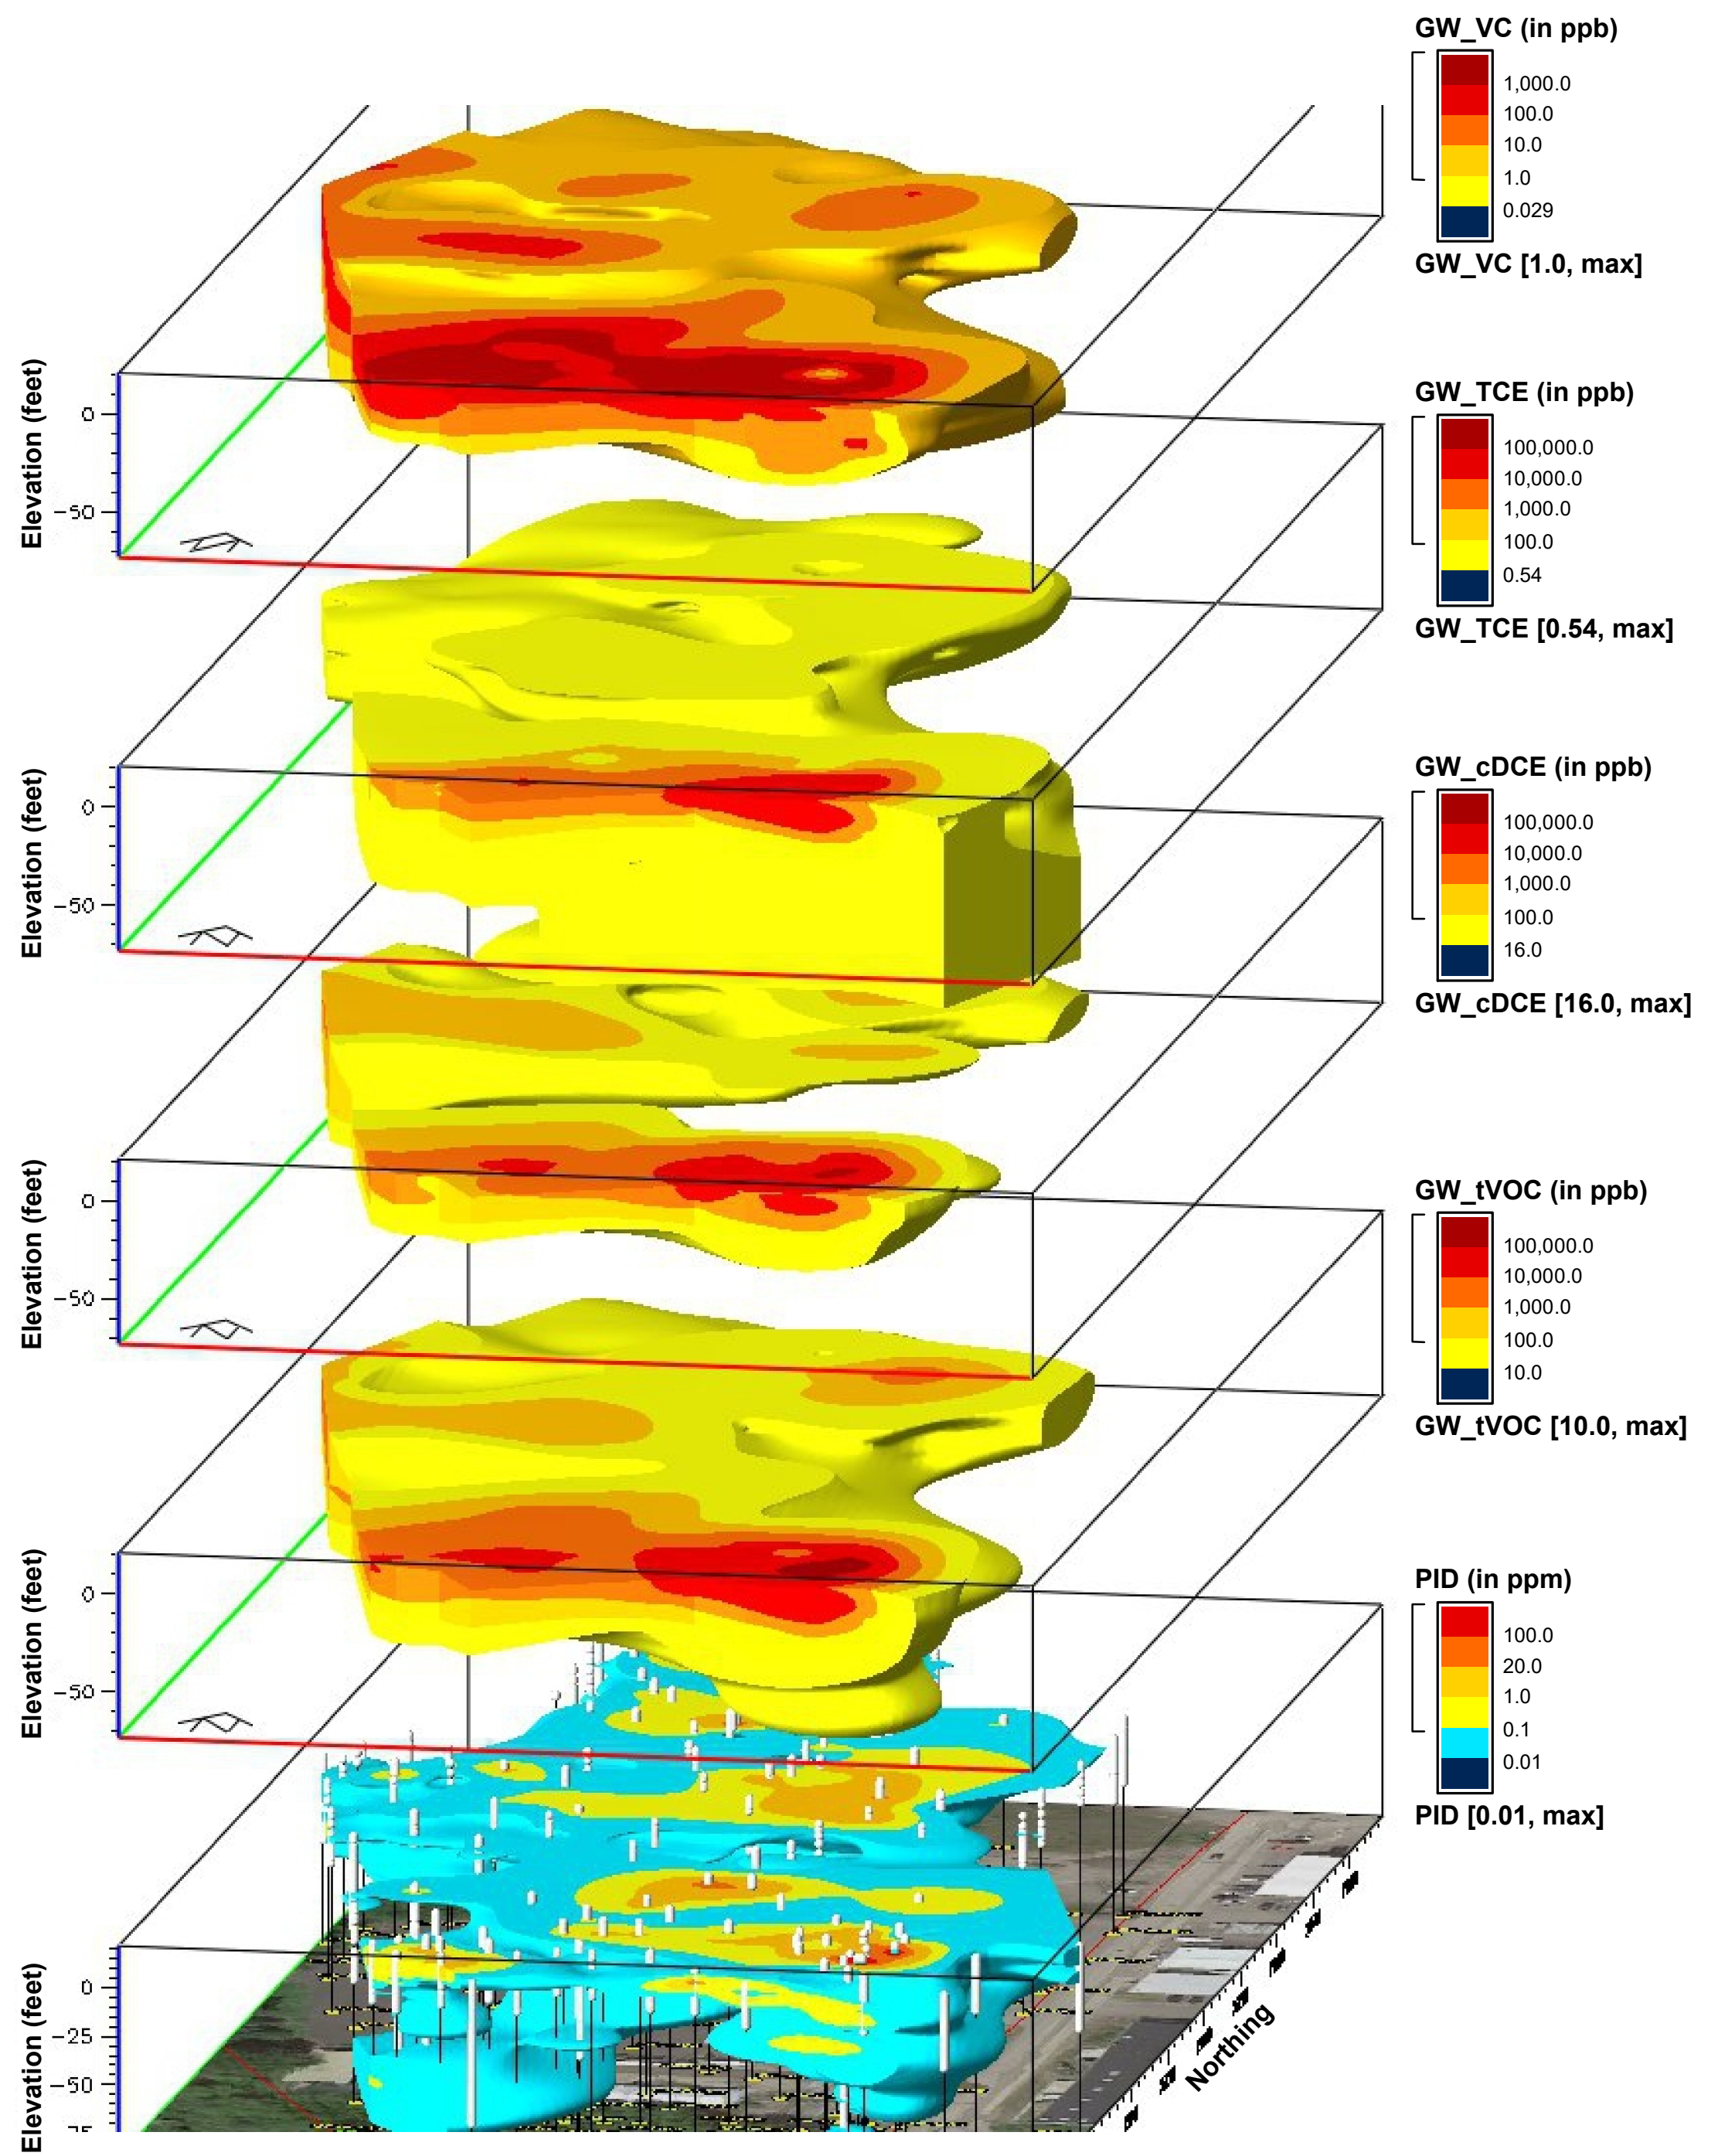 GW_VC (in ppb)
1,000.0
100.0
10.0
1.0
0.029
GW_VC [1.0, max]
Elevation (feet)
0
−50
GW_TCE (in ppb)
100,000.0
10,000.0
1,000.0
100.0
0.54
GW_TCE [0.54, max]
Elevation (feet)
0
−50
GW_cDCE (in ppb)
100,000.0
10,000.0
1,000.0
100.0
16.0
GW_cDCE [16.0, max]
Elevation (feet)
0
−50
GW_tVOC (in ppb)
100,000.0
10,000.0
1,000.0
100.0
10.0
GW_tVOC [10.0, max]
Elevation (feet)
0
−50
PID (in ppm)
100.0
20.0
1.0
0.1
0.01
PID [0.01, max]
Elevation (feet)
0
−25
−50
Northing